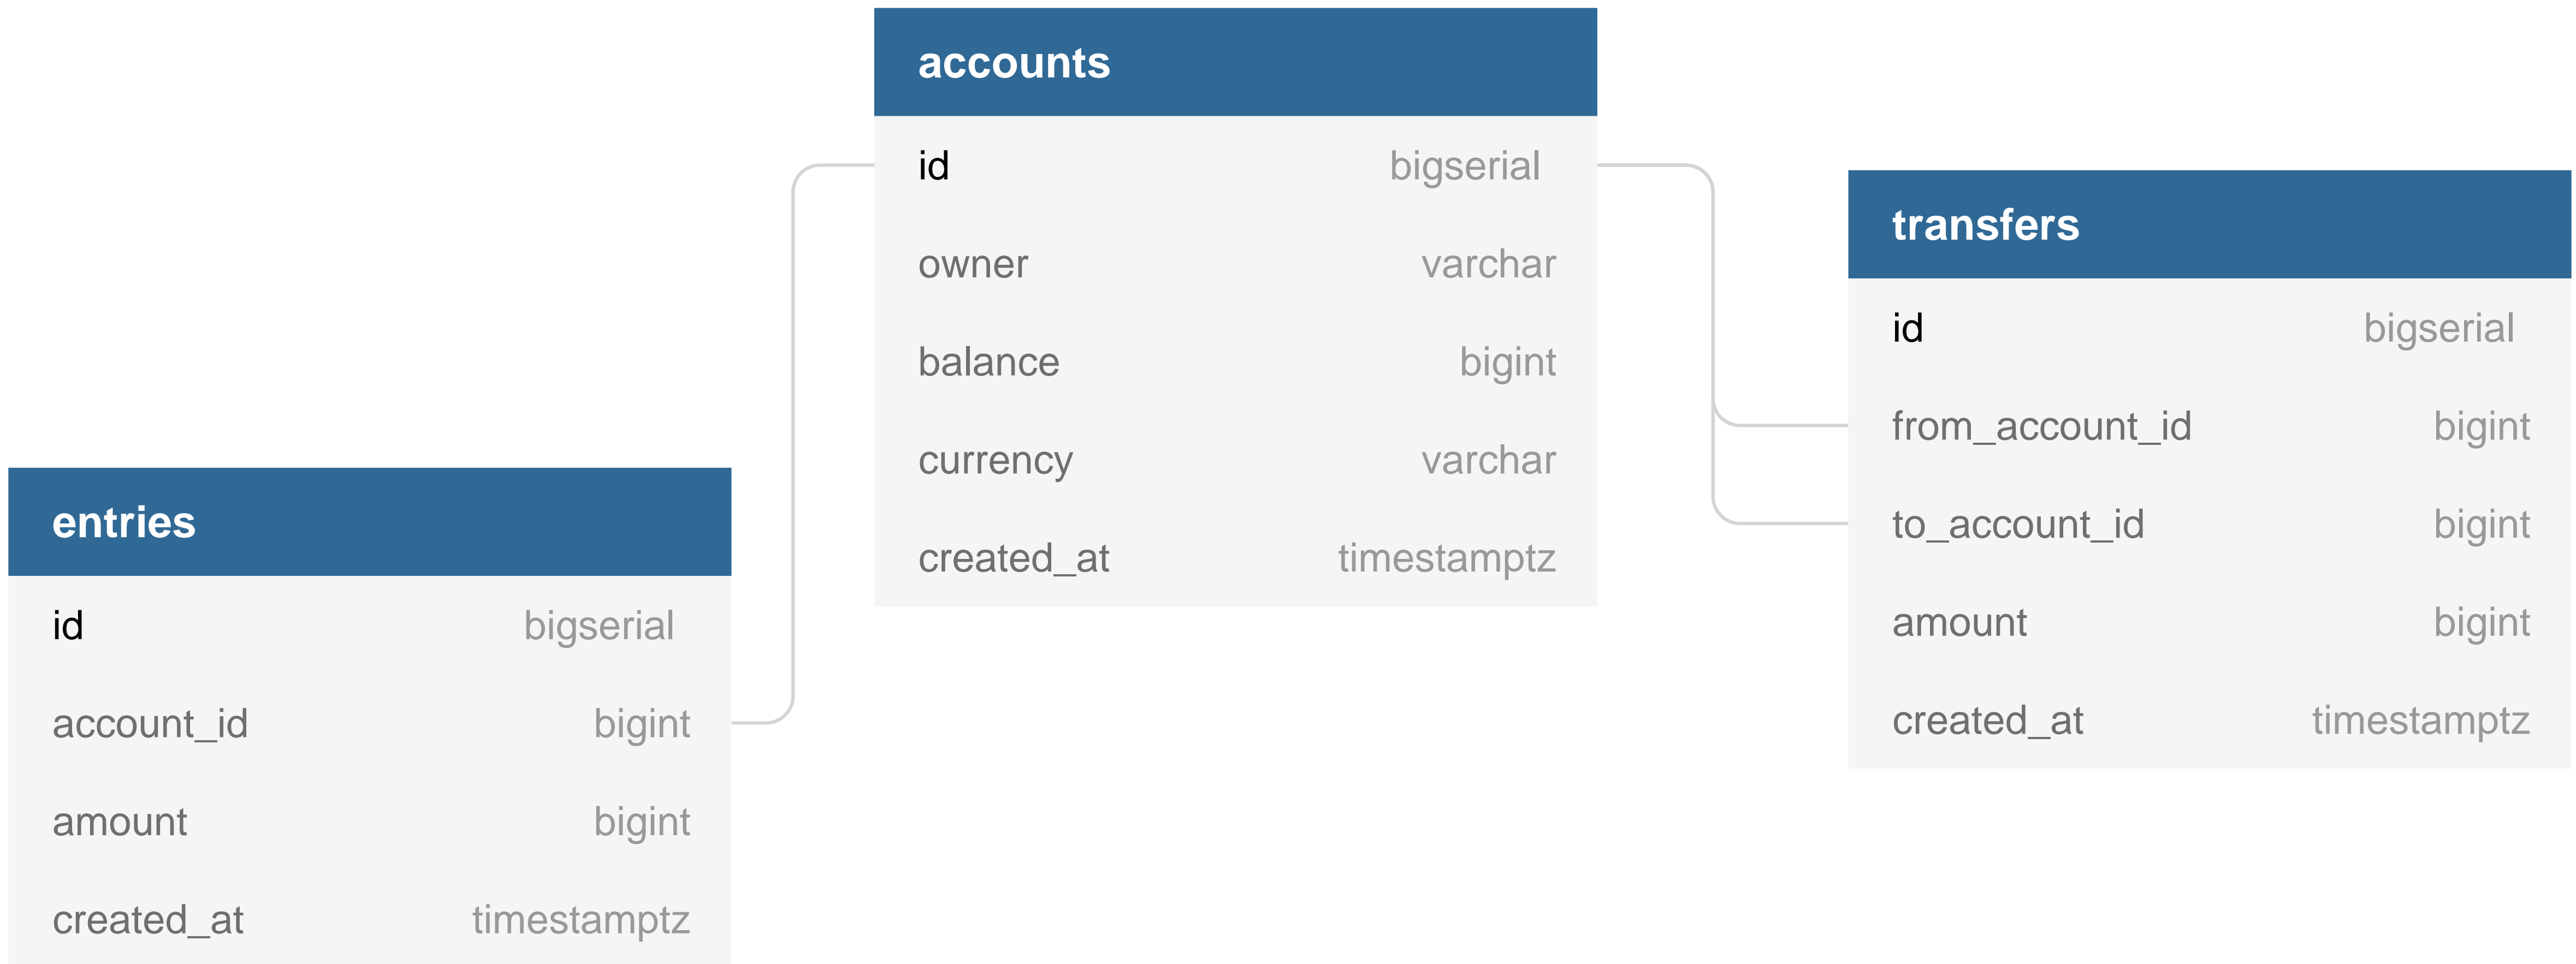 accounts
id bigserial
owner varchar
balance bigint
currency varchar
created_at timestamptz
entries
id bigserial
account_id bigint
amount bigint
created_at timestamptz
transfers
id bigserial
from_account_id bigint
to_account_id bigint
amount bigint
created_at timestamptz